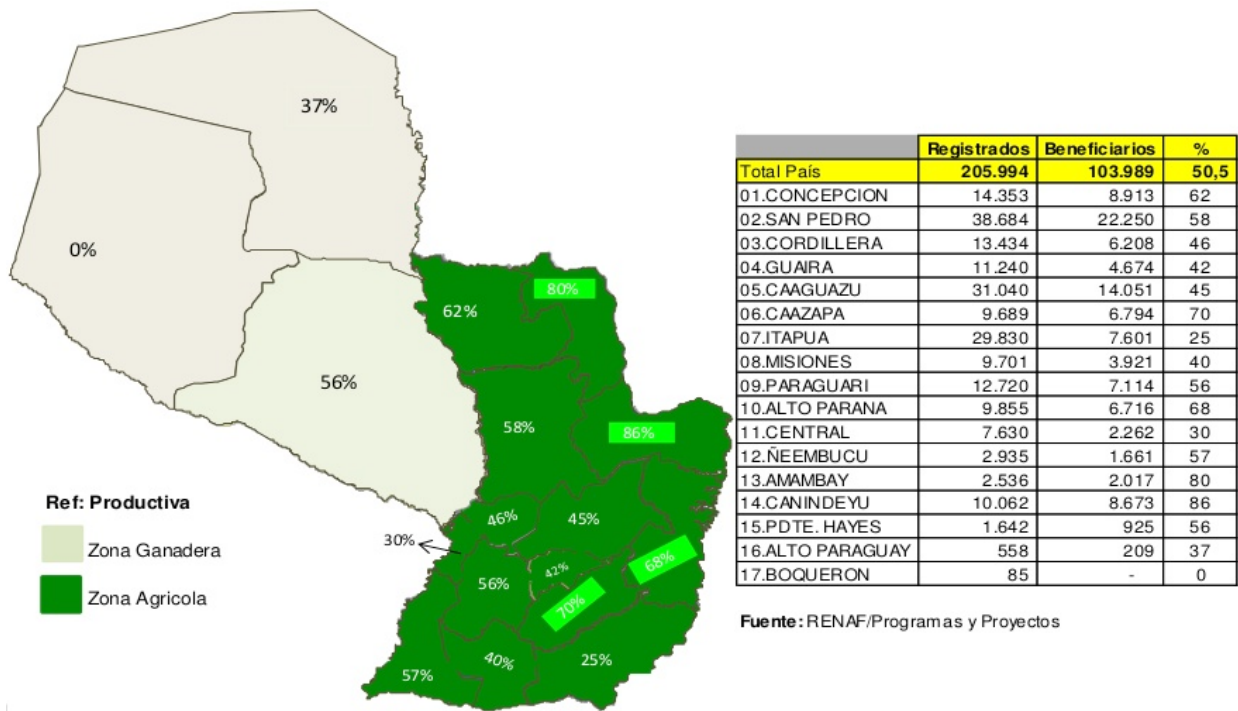 37%
0%
56%
62%
80%
58%
86%
46%
45%
30%
56%
42%
68%
70%
57%
40%
25%
Ref: Productiva
Zona Ganadera
Zona Agricola
Registrados Beneficiarios %
Total País 205.994 103.989 50,5
01.CONCEPCION 14.353 8.913 62
02.SAN PEDRO 38.684 22.250 58
03.CORDILLERA 13.434 6.208 46
04.GUAIRA 11.240 4.674 42
05.CAAGUAZU 31.040 14.051 45
06.CAAZAPA 9.689 6.794 70
07.ITAPUA 29.830 7.601 25
08.MISIONES 9.701 3.921 40
09.PARAGUARI 12.720 7.114 56
10.ALTO PARANA 9.855 6.716 68
11.CENTRAL 7.630 2.262 30
12.ÑEEMBUCU 2.935 1.661 57
13.AMAMBAY 2.536 2.017 80
14.CANINDEYU 10.062 8.673 86
15.PDTE. HAYES 1.642 925 56
16.ALTO PARAGUAY 558 209 37
17.BOQUERON 85 - 0
Fuente: RENAF/Programas y Proyectos